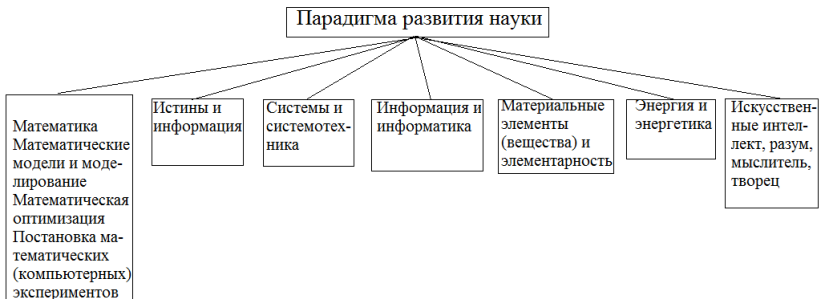 Парадигма развития науки
Математика
Математические
модели и моде-
лирование
Математическая
оптимизация
Постановка ма-
тематических
(компьютерных)
экспериментов
Истины и
информация
Системы и
системотех-
ника
Информация и
информатика
Материальные
элементы
(вещества) и
элементарность
Энергия и
энергетика
Искусствен-
ные интел-
лект, разум,
мыслитель,
творец